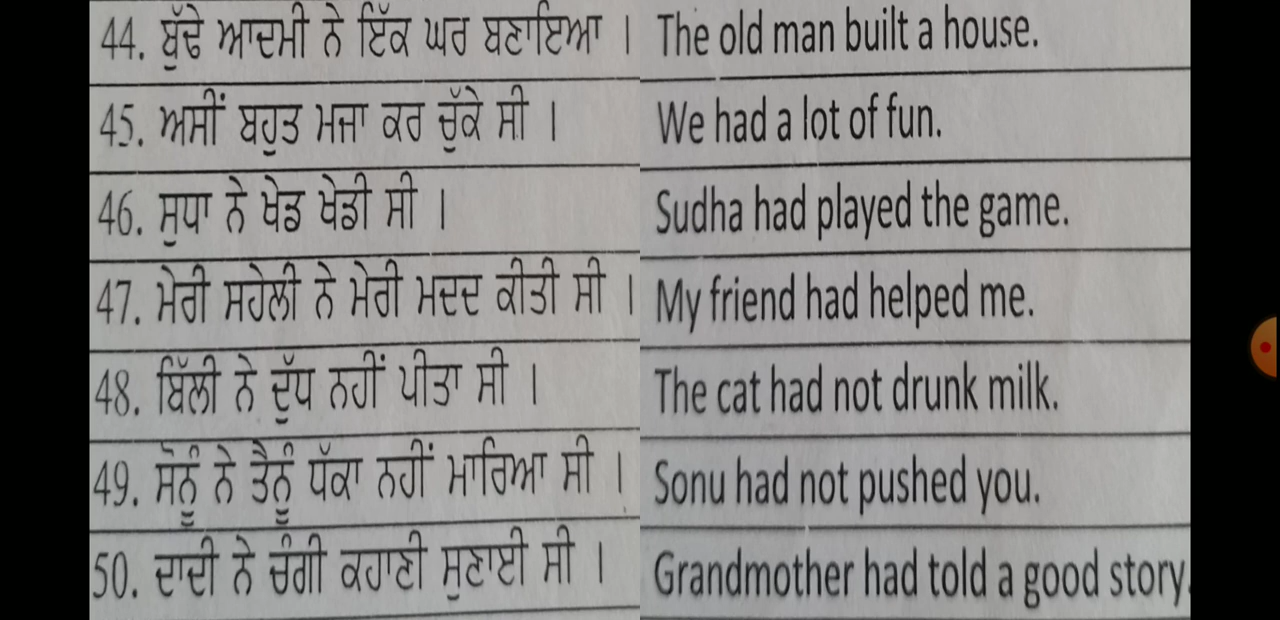 44. ਬੁੱਢੇ ਆਦਮੀ ਨੇ ਇੱਕ ਘਰ ਬਣਾਇਆ । The old man built a house.
45. ਅਸੀਂ ਬਹੁਤ ਮਜਾ ਕਰ ਚੁੱਕੇ ਸੀ । We had a lot of fun.
46. ਸੁਧਾ ਨੇ ਖੇਡ ਖੇਡੀ ਸੀ । Sudha had played the game.
47. ਮੇਰੀ ਸਹੇਲੀ ਨੇ ਮੇਰੀ ਮਦਦ ਕੀਤੀ ਸੀ । My friend had helped me.
48. ਬਿੱਲੀ ਨੇ ਦੁੱਧ ਨਹੀਂ ਪੀਤਾ ਸੀ । The cat had not drunk milk.
49. ਸੋਨੂੰ ਨੇ ਤੈਨੂੰ ਧੱਕਾ ਨਹੀਂ ਮਾਰਿਆ ਸੀ । Sonu had not pushed you.
50. ਦਾਦੀ ਨੇ ਚੰਗੀ ਕਹਾਣੀ ਸੁਣਾਈ ਸੀ । Grandmother had told a good story.